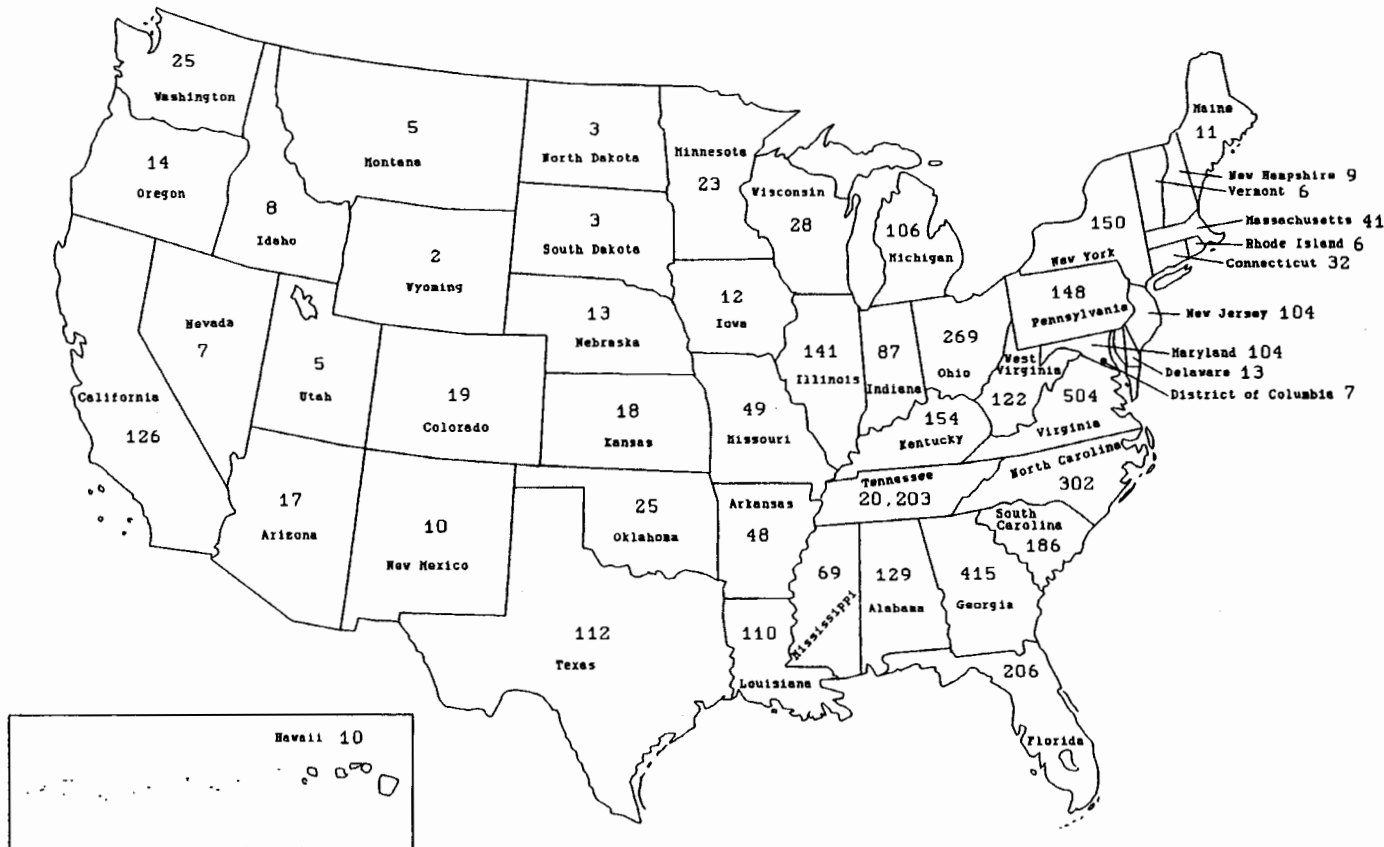 25
Washington
14
Oregon
8
Idaho
5
Montana
3
North Dakota
3
South Dakota
2
Wyoming
Nevada
7
5
Utah
California
126
19
Colorado
17
Arizona
10
New Mexico
13
Nebraska
18
Kansas
25
Oklahoma
112
Texas
Minnesota
23
12
Iowa
49
Missouri
Arkansas
48
110
Louisiana
Wisconsin
28
106
Michigan
141
Illinois
87
Indiana
269
Ohio
154
Kentucky
Tennessee
20,203
69
Mississippi
129
Alabama
415
Georgia
206
Florida
South
Carolina
186
North Carolina
302
504
Virginia
West
Virginia
122
148
Pennsylvania
150
New York
Maine
11
New Hampshire 9
Vermont 6
Massachusetts 41
Rhode Island 6
Connecticut 32
New Jersey 104
Maryland 104
Delaware 13
District of Columbia 7
Hawaii 10